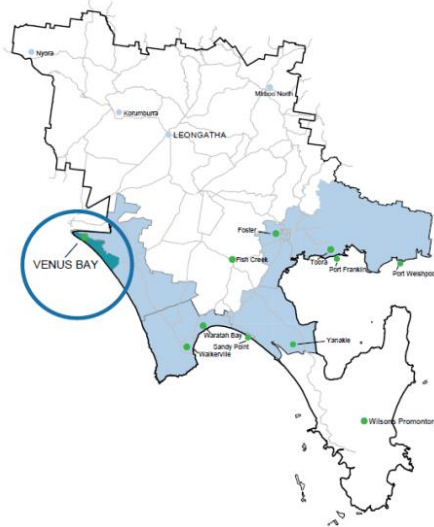 Nyora
Mirboo North
Korumburra
LEONGATHA
Foster
VENUS BAY
Fish Creek
Toora
Port Franklin
Port Welshpool
Waratah Bay
Sandy Point
Yanakie
Walkerville
Wilsons Promontory